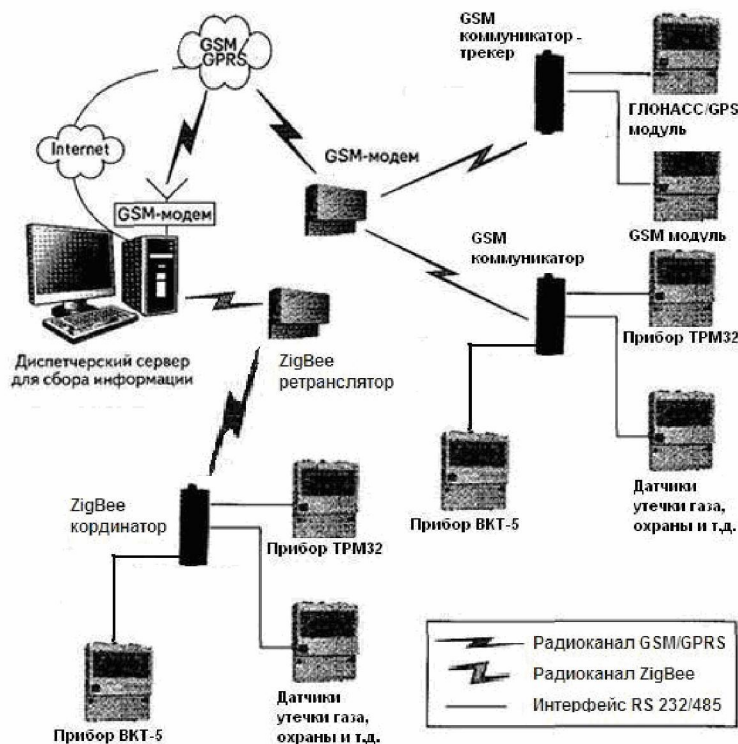 GSM
GPRS
Internet
GSM-модем
GSM-модем
GSM
коммуникатор -
трекер
ГЛОНАСС/GPS
модуль
GSM модуль
GSM
коммуникатор
Прибор ТРМ32
Диспетчерский сервер
для сбора информации
ZigBee
ретранслятор
Прибор ВКТ-5
Датчики
утечки газа,
охраны и т.д.
ZigBee
кординатор
Прибор ТРМ32
Прибор ВКТ-5
Датчики
утечки газа,
охраны и т.д.
Радиоканал GSM/GPRS
Радиоканал ZigBee
Интерфейс RS 232/485